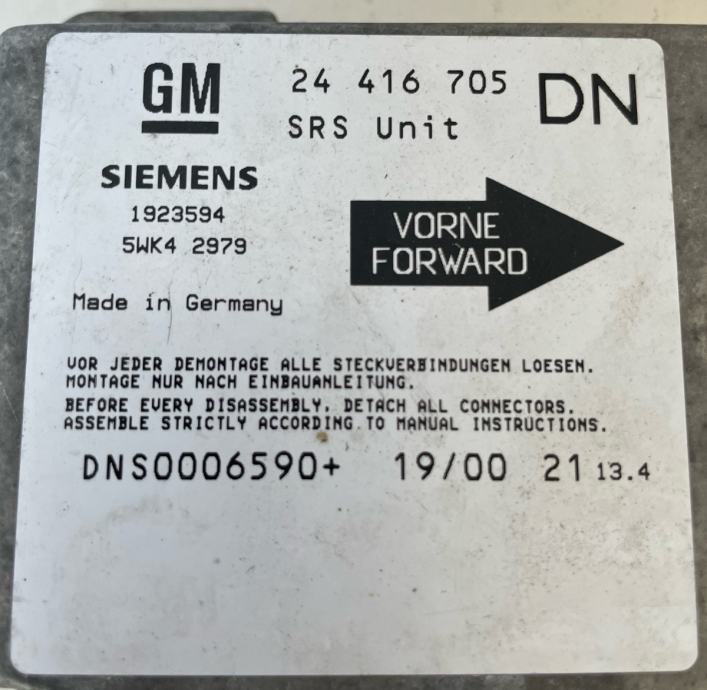 GM
24 416 705 DN
SRS Unit
SIEMENS
1923594
5WK4 2979
VORNE
FORWARD
Made in Germany
VOR JEDER DEMONTAGE ALLE STECKVERBINDUNGEN LOESEN.
MONTAGE NUR NACH EINBAUANLEITUNG.
BEFORE EVERY DISASSEMBLY, DETACH ALL CONNECTORS.
ASSEMBLE STRICTLY ACCORDING TO MANUAL INSTRUCTIONS.
DNS0006590+ 19/00 21 13.4